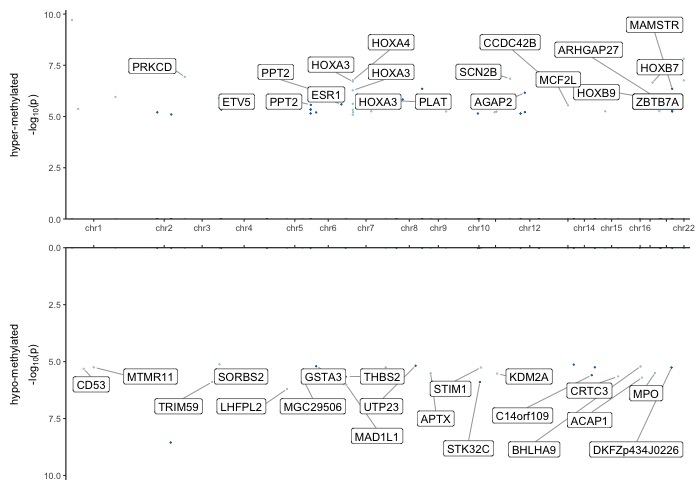 hyper-methylated
-log10(p)
10.0
7.5
5.0
2.5
0.0
MAMSTR
HOXA4
CCDC42B
ARHGAP27
PRKCD
PPT2
HOXA3
HOXA3
SCN2B
MCF2L
HOXB7
ETV5
PPT2
ESR1
HOXA3
PLAT
AGAP2
HOXB9
ZBTB7A
chr1
chr2
chr3
chr4
chr5
chr6
chr7
chr8
chr9
chr10
chr12
chr14
chr15
chr16
chr22
hypo-methylated
-log10(p)
0.0
2.5
5.0
7.5
10.0
CD53
MTMR11
SORBS2
GSTA3
THBS2
STIM1
KDM2A
CRTC3
MPO
TRIM59
LHFPL2
MGC29506
UTP23
APTX
C14orf109
ACAP1
MAD1L1
STK32C
BHLHA9
DKFZp434J0226